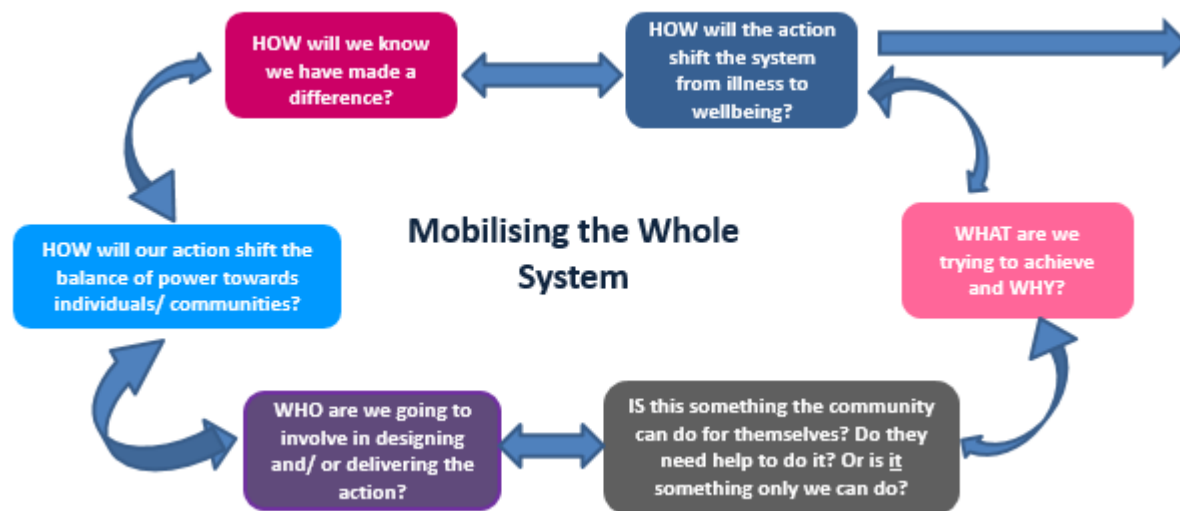 HOW will we know
we have made a
difference?
HOW will the action
shift the system
from illness to
wellbeing?
Mobilising the Whole
System
HOW will our action shift the
balance of power towards
individuals/ communities?
WHAT are we
trying to achieve
and WHY?
WHO are we going to
involve in designing
and/ or delivering the
action?
IS this something the community
can do for themselves? Do they
need help to do it? Or is it
something only we can do?